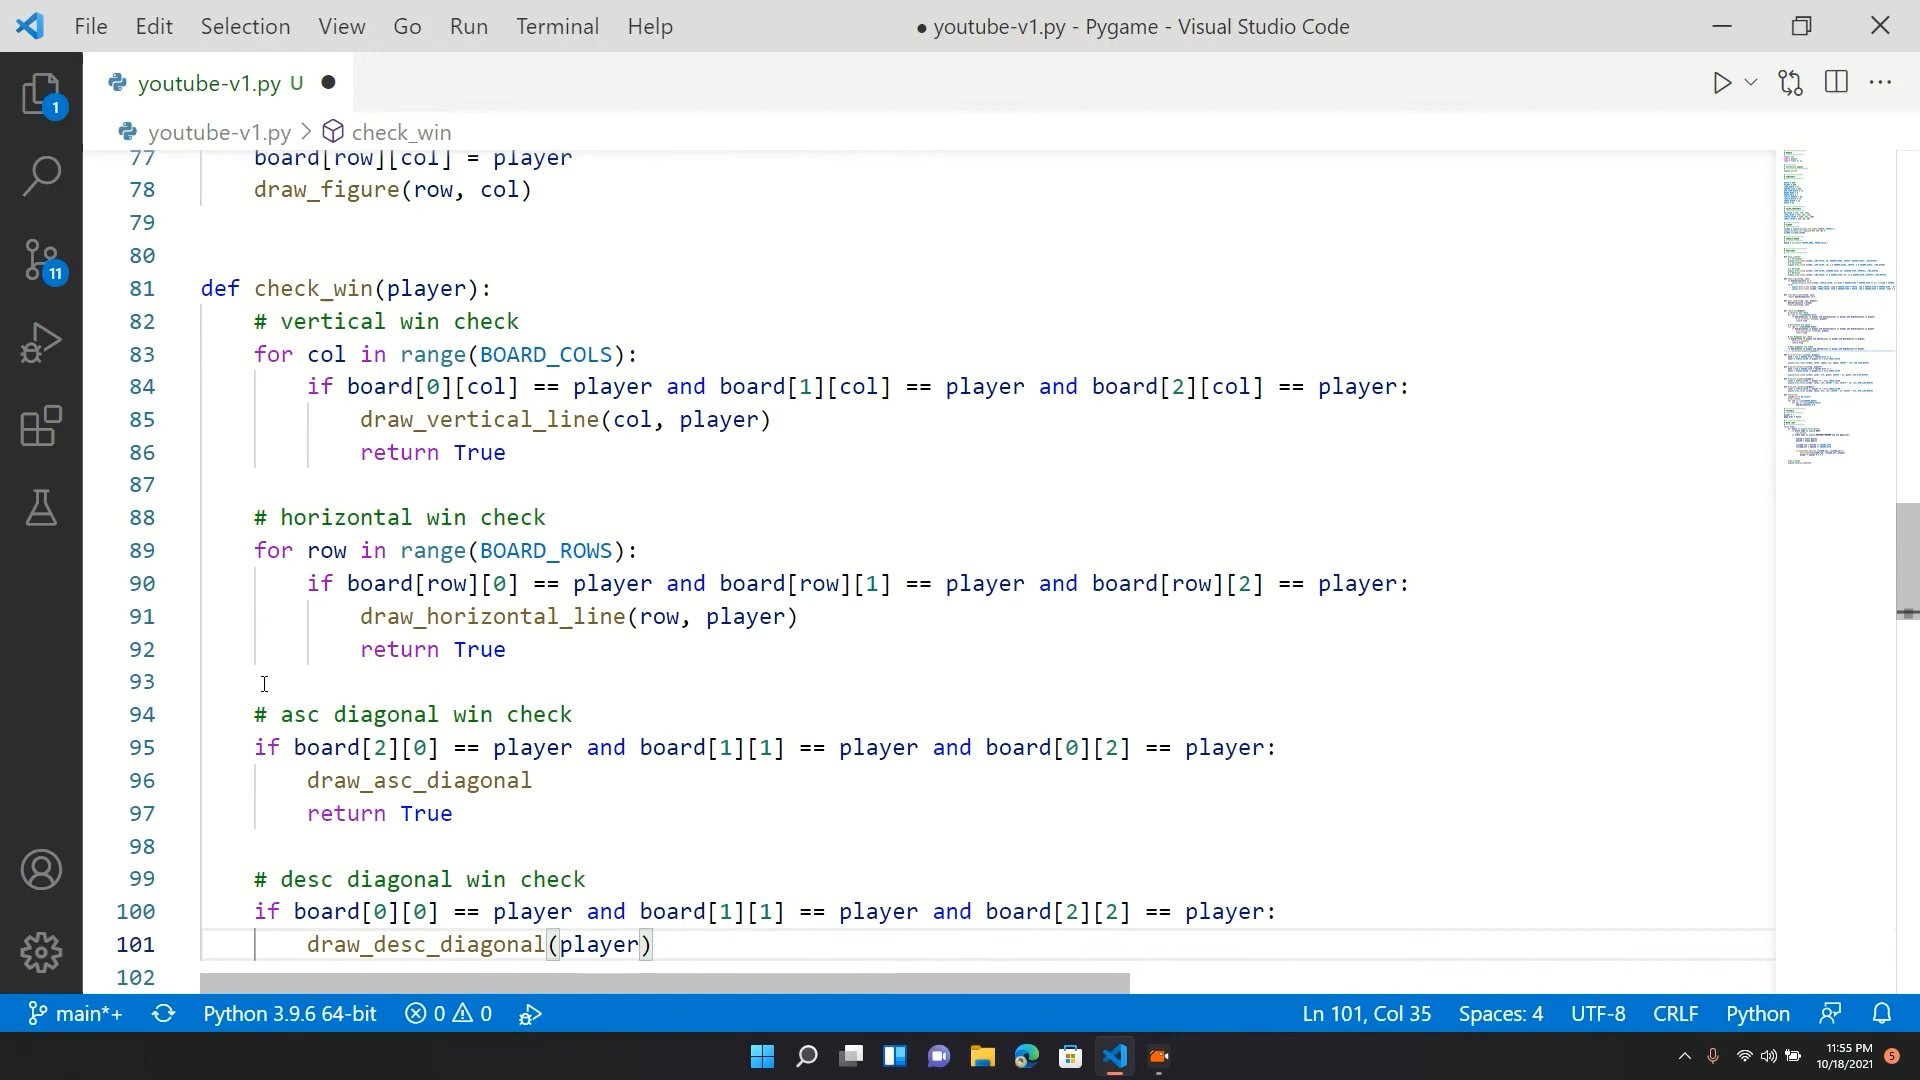 File Edit Selection View Go Run Terminal Help ● youtube-v1.py - Pygame - Visual Studio Code
youtube-v1.py U ●
youtube-v1.py > check_win
1
11
77 board[row][col] = player
78 draw_figure(row, col)
79
80
81 def check_win(player):
82 # vertical win check
83 for col in range(BOARD_COLS):
84 if board[0][col] == player and board[1][col] == player and board[2][col] == player:
85 draw_vertical_line(col, player)
86 return True
87
88 # horizontal win check
89 for row in range(BOARD_ROWS):
90 if board[row][0] == player and board[row][1] == player and board[row][2] == player:
91 draw_horizontal_line(row, player)
92 return True
93
94 # asc diagonal win check
95 if board[2][0] == player and board[1][1] == player and board[0][2] == player:
96 draw_asc_diagonal
97 return True
98
99 # desc diagonal win check
100 if board[0][0] == player and board[1][1] == player and board[2][2] == player:
101 draw_desc_diagonal(player)
102
main*+ Python 3.9.6 64-bit 0 0 Ln 101, Col 35 Spaces: 4 UTF-8 CRLF Python
11:55 PM
10/18/2021
5